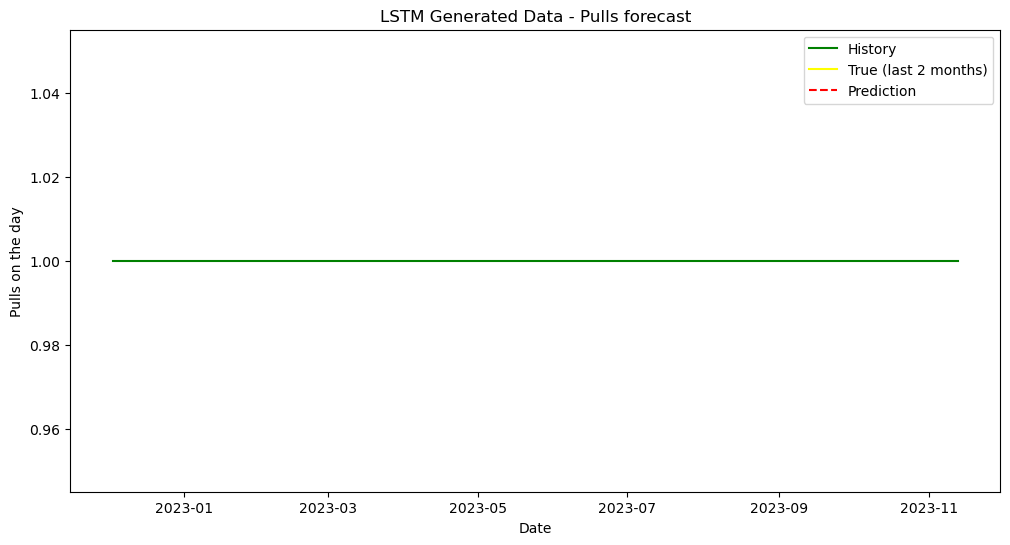 LSTM Generated Data - Pulls forecast
History
True (last 2 months)
Prediction
1.04
1.02
1.00
0.98
0.96
Pulls on the day
2023-01
2023-03
2023-05
2023-07
2023-09
2023-11
Date